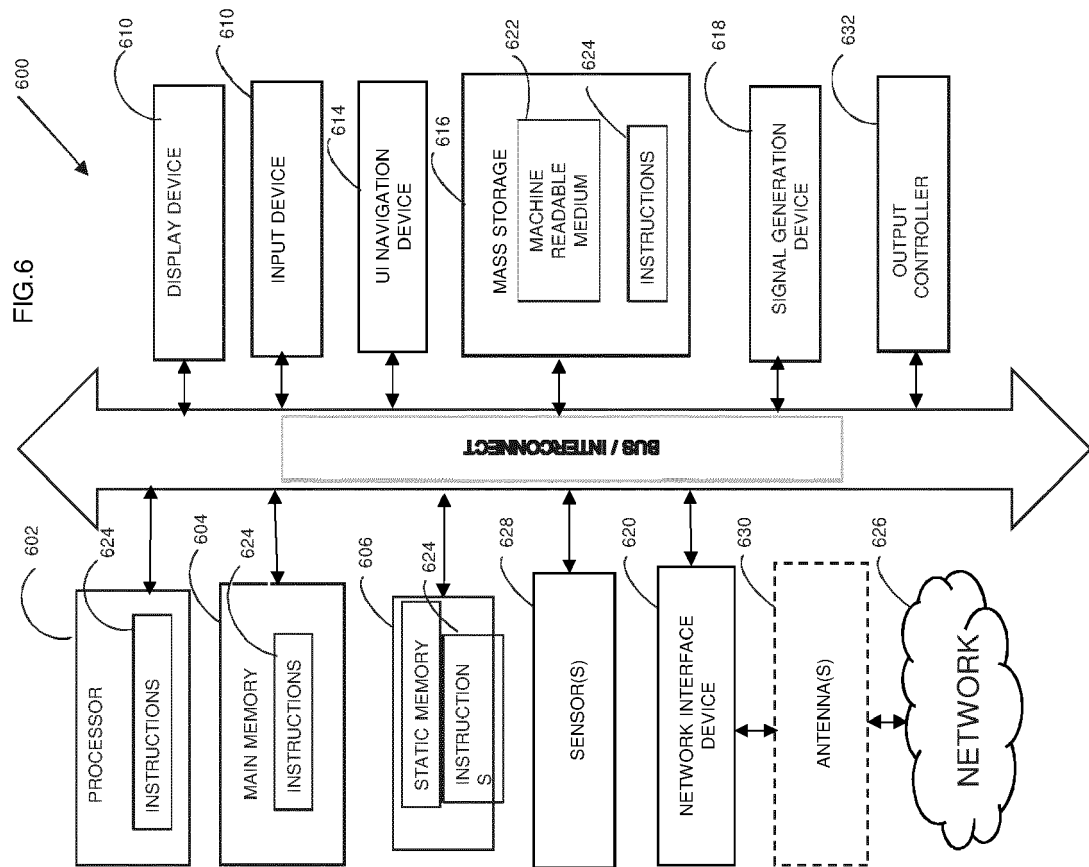 FIG.6
600
602
PROCESSOR
624
INSTRUCTIONS
604
MAIN MEMORY
624
INSTRUCTIONS
606
STATIC MEMORY
624
INSTRUCTION
S
628
SENSOR(S)
620
NETWORK INTERFACE
DEVICE
630
ANTENNA(S)
626
NETWORK
BUS / INTERCONNECT
610
DISPLAY DEVICE
610
INPUT DEVICE
614
UI NAVIGATION
DEVICE
616
MASS STORAGE
622
MACHINE
READABLE
MEDIUM
624
INSTRUCTIONS
618
SIGNAL GENERATION
DEVICE
632
OUTPUT
CONTROLLER